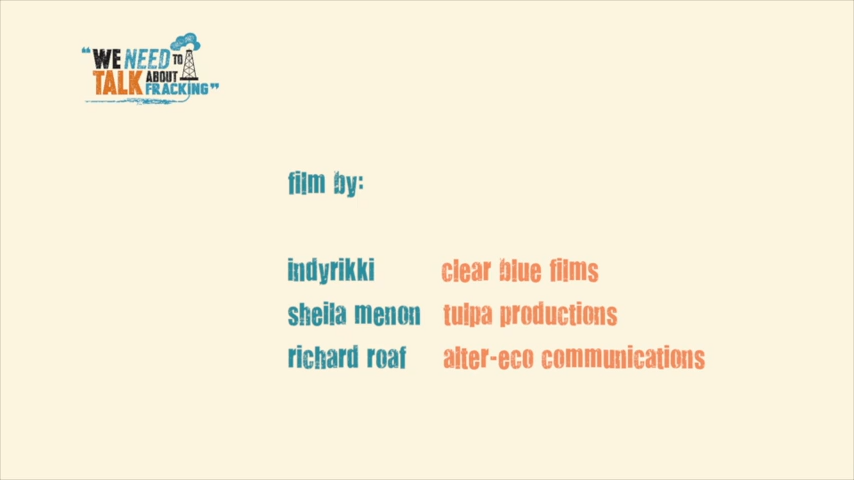 "WE NEED TO
TALK ABOUT
FRACKING"
film by:
indyrikki clear blue films
sheila menon tulpa productions
richard roaf alter-eco communications